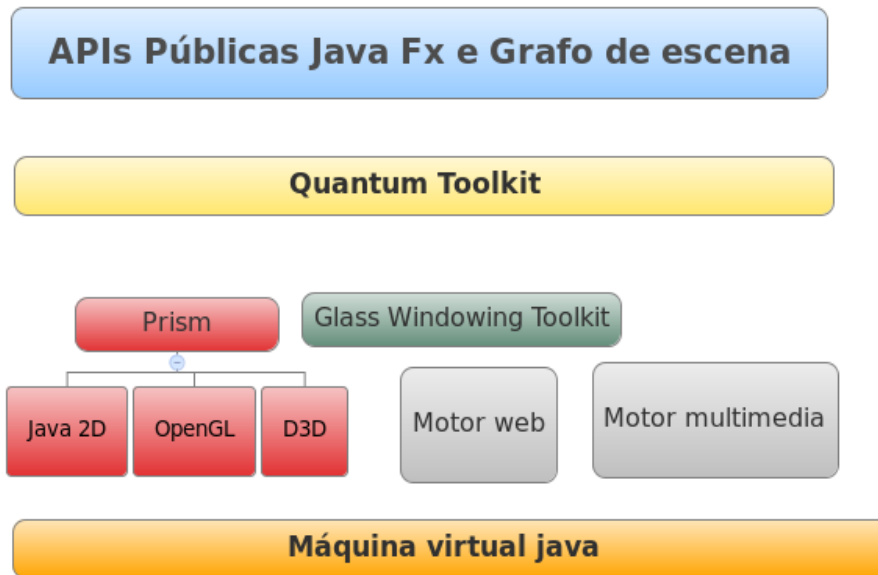 APIs Públicas Java Fx e Grafo de escena
Quantum Toolkit
Prism
Glass Windowing Toolkit
Java 2D
OpenGL
D3D
Motor web
Motor multimedia
Máquina virtual java